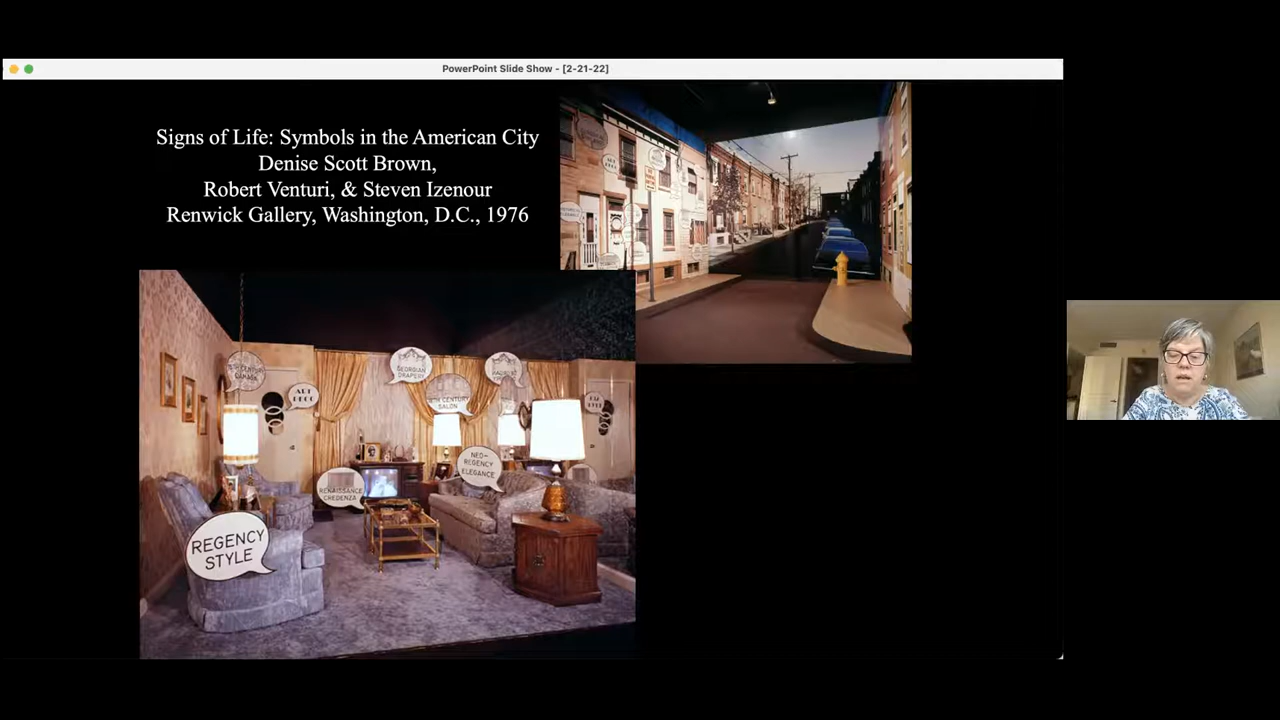 PowerPoint Slide Show - [2-21-22]
Signs of Life: Symbols in the American City
Denise Scott Brown,
Robert Venturi, & Steven Izenour
Renwick Gallery, Washington, D.C., 1976
ART
DECO
GEORGIAN
DRAPERY
CENTURY
SALON
NEO-
REGENCY
ELEGANCE
RENAISSANCE
CREDENZA
REGENCY
STYLE